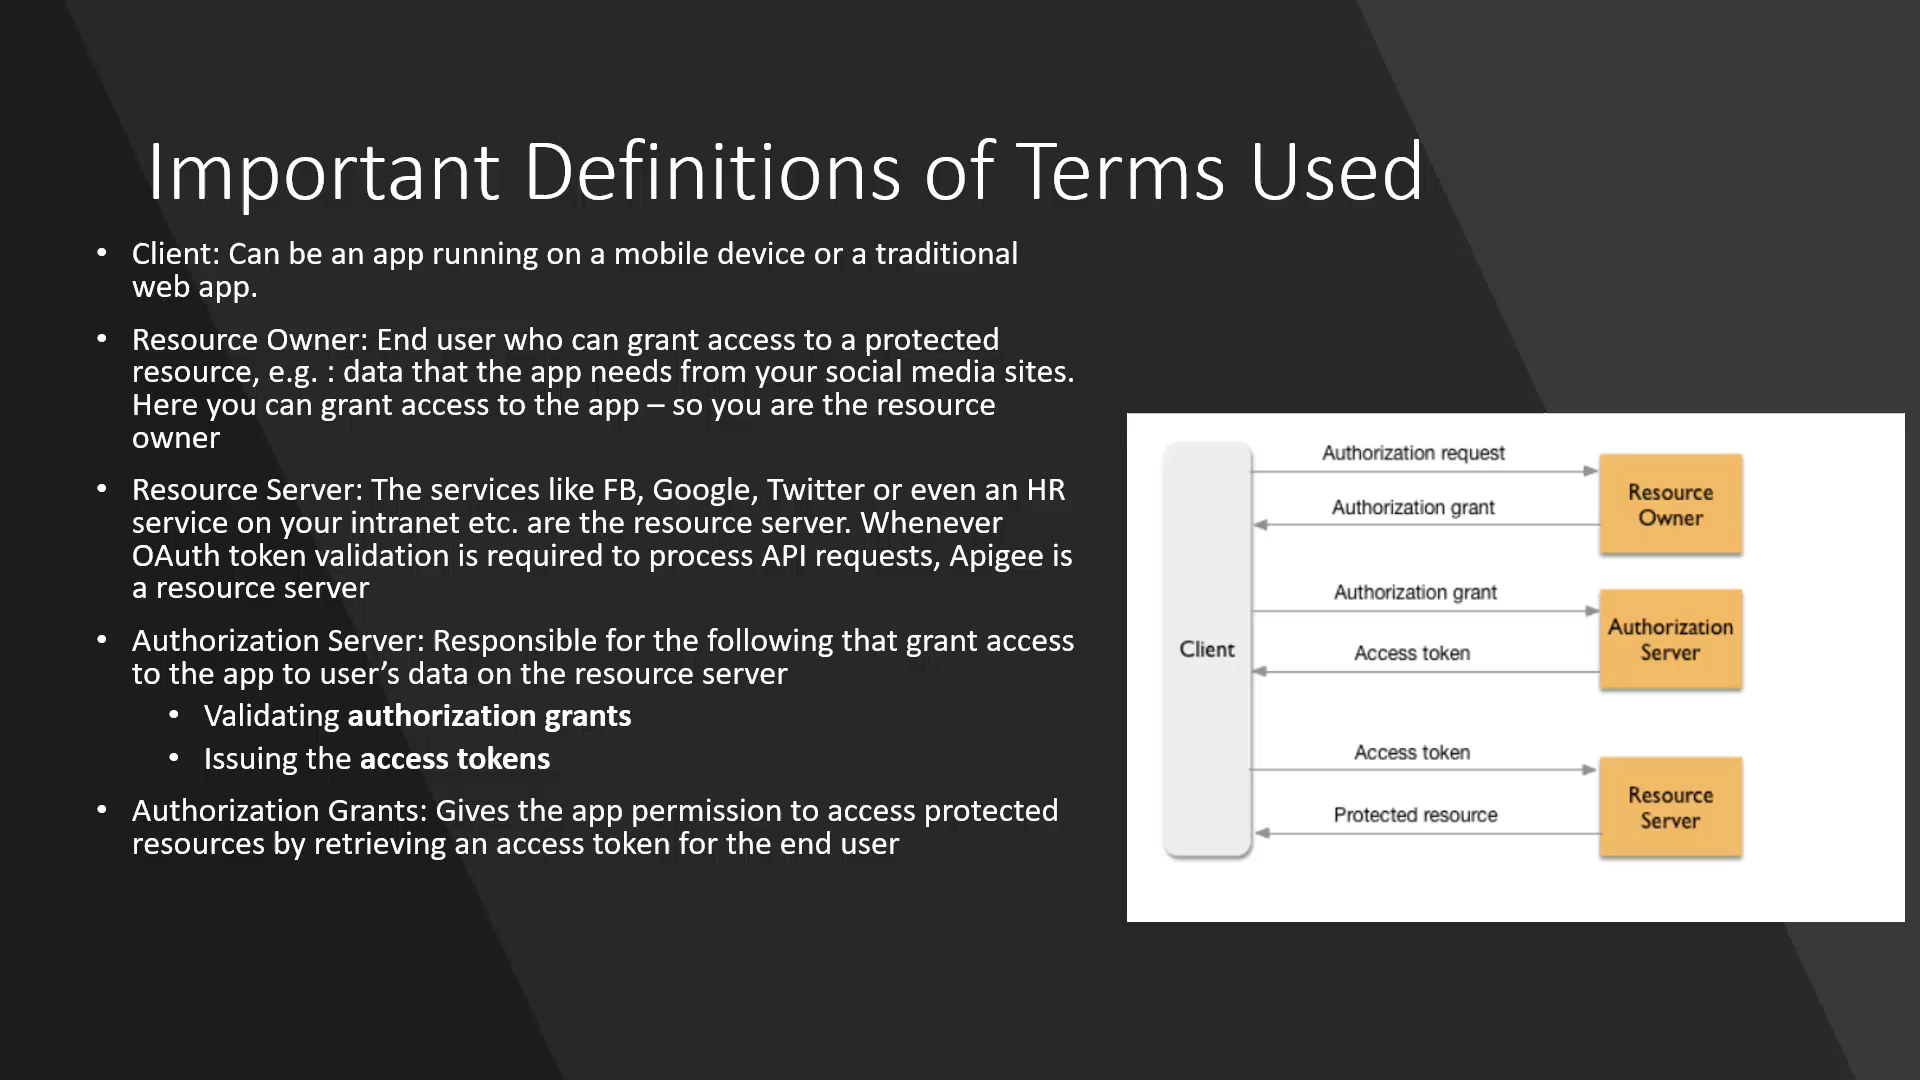 Important Definitions of Terms Used
• Client: Can be an app running on a mobile device or a traditional
web app.
• Resource Owner: End user who can grant access to a protected
resource, e.g. : data that the app needs from your social media sites.
Here you can grant access to the app – so you are the resource
owner
• Resource Server: The services like FB, Google, Twitter or even an HR
service on your intranet etc. are the resource server. Whenever
OAuth token validation is required to process API requests, Apigee is
a resource server
• Authorization Server: Responsible for the following that grant access
to the app to user’s data on the resource server
• Validating authorization grants
• Issuing the access tokens
• Authorization Grants: Gives the app permission to access protected
resources by retrieving an access token for the end user
Client
Authorization request
Authorization grant
Resource
Owner
Authorization grant
Access token
Authorization
Server
Access token
Protected resource
Resource
Server